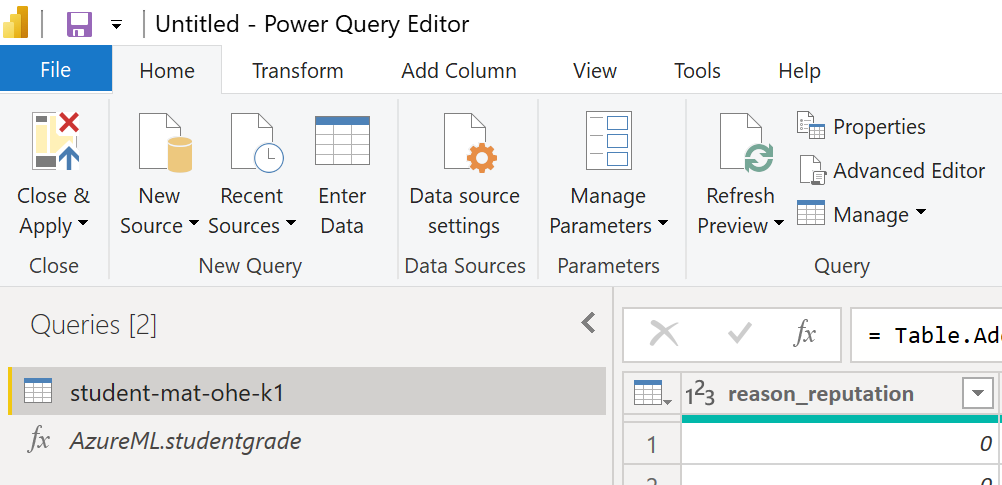 Untitled - Power Query Editor
File Home Transform Add Column View Tools Help
Close & Apply
New Source
Recent Sources
Enter Data
Data source settings
Manage Parameters
Refresh Preview
Properties
Advanced Editor
Manage
Close
New Query
Data Sources
Parameters
Query
Queries [2]
fx
= Table.Ad
student-mat-ohe-k1
fx AzureML.studentgrade
123 reason_reputation
1 0
2 0